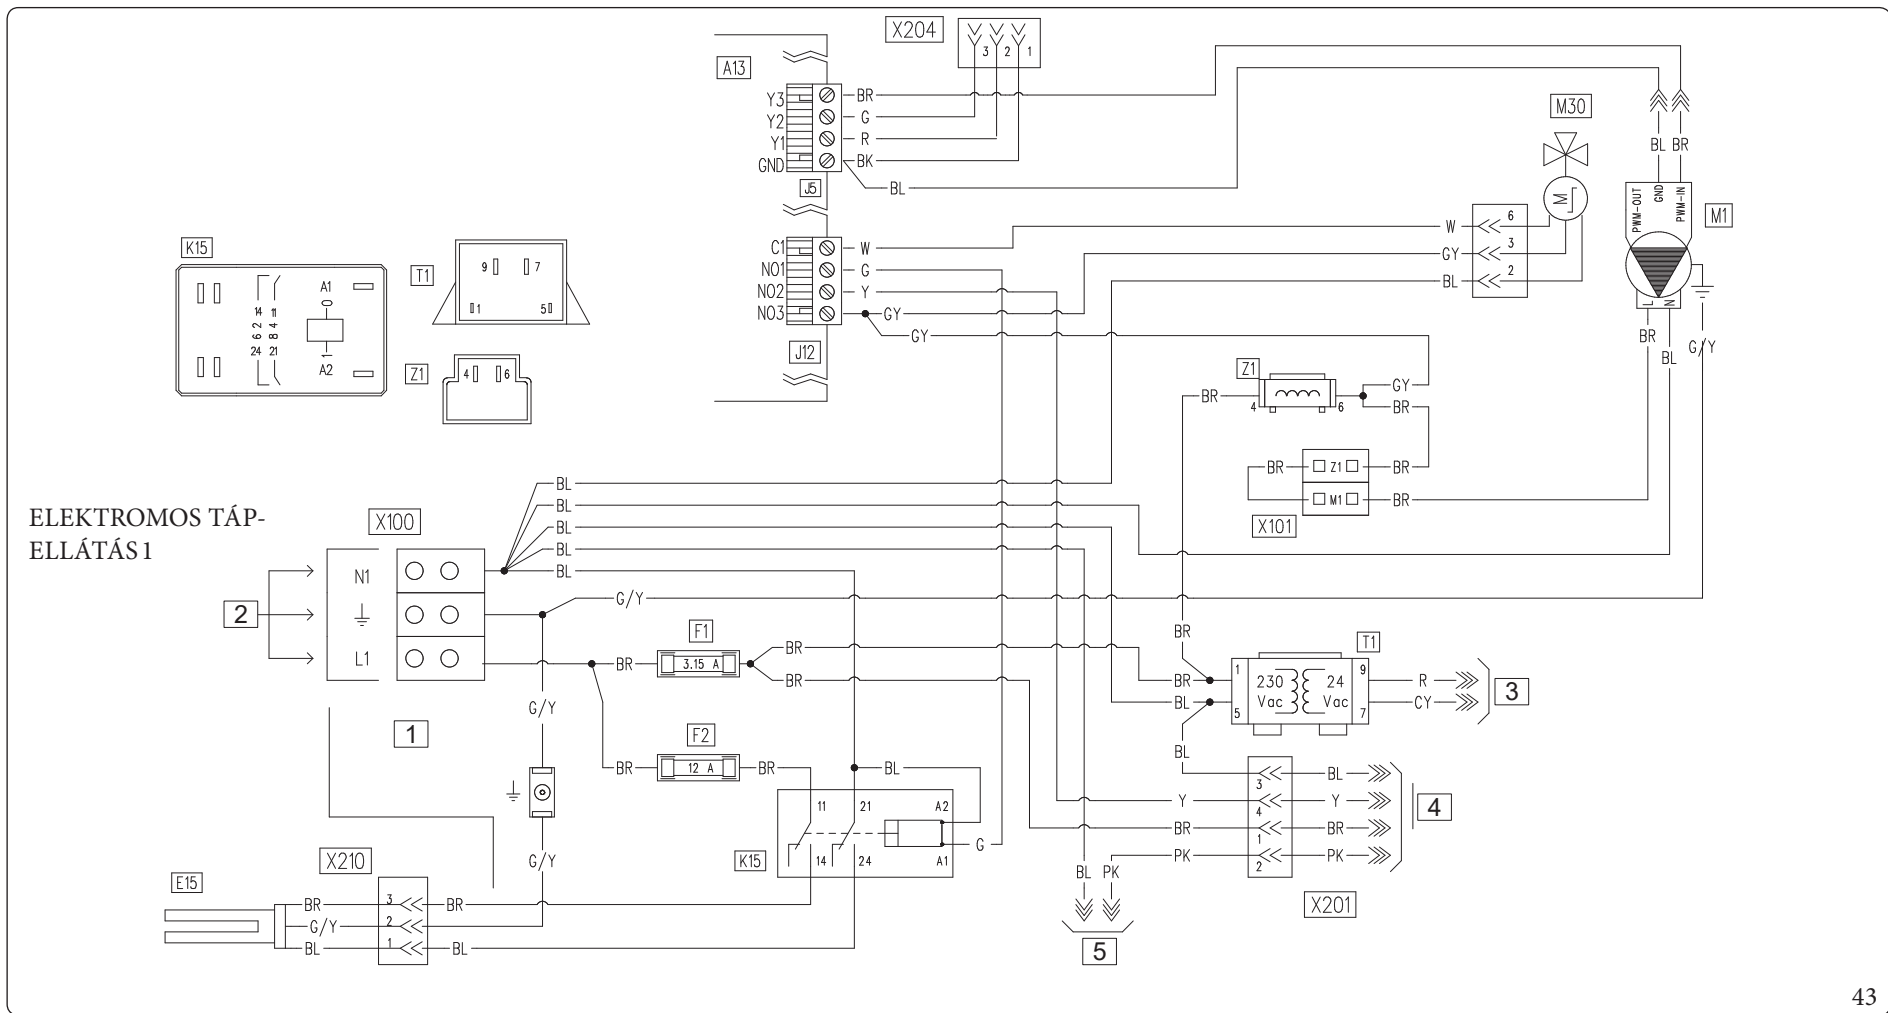 X204
3 2 1
A13
Y3 BR
Y2 G
Y1 R
GND BK
BL
J5
M30
BL BR
PWM-OUT
GND
PWM-IN
M1
M
L N
K15
A1
14 11
6 2 8 4
24 21
0
1
A2
T1
9 7
1 5
Z1
4 6
C1 W
NO1 G
NO2 Y
NO3 GY
GY
J12
W 6
GY 3
BL 2
BR
BL
G/Y
Z1
BR 4 6 GY
BR
BR Z1 BR
M1 BR
X101
ELEKTROMOS TÁP-
ELLÁTÁS 1
X100
BL
BL
BL
BL
BL
N1
2
L1
G/Y
F1
BR 3.15 A BR
BR
F2
BR 12 A BR
1
G/Y
G/Y
BL
11 21 A2
14 24 A1
K15
G
BR
T1
BR 1 230 Vac 24 Vac 9 R
BL 5 7 CY
3
BL
3 BL
Y 4 Y
BR 1 BR
PK 2 PK
4
X201
BL PK
5
X210
E15
BR 3 BR
G/Y 2
BL 1 BL
43